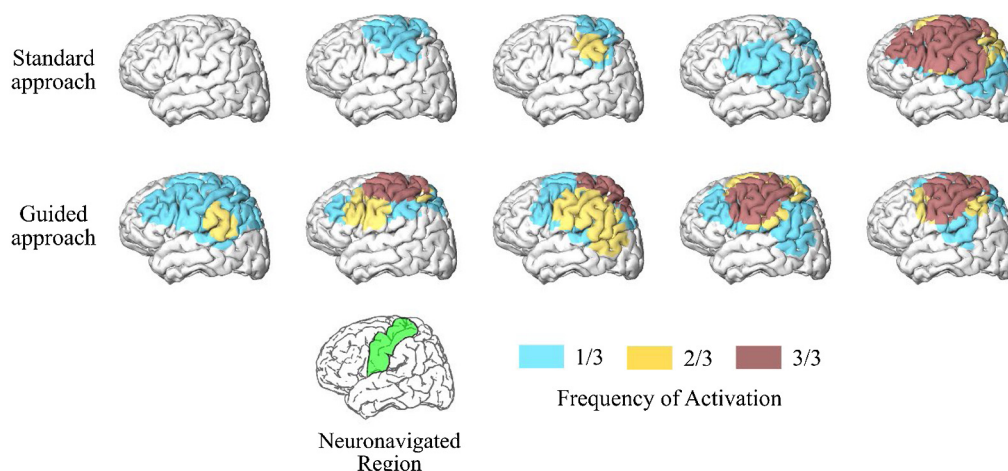 Standard
approach
Guided
approach
1/3
2/3
3/3
Frequency of Activation
Neuronavigated
Region